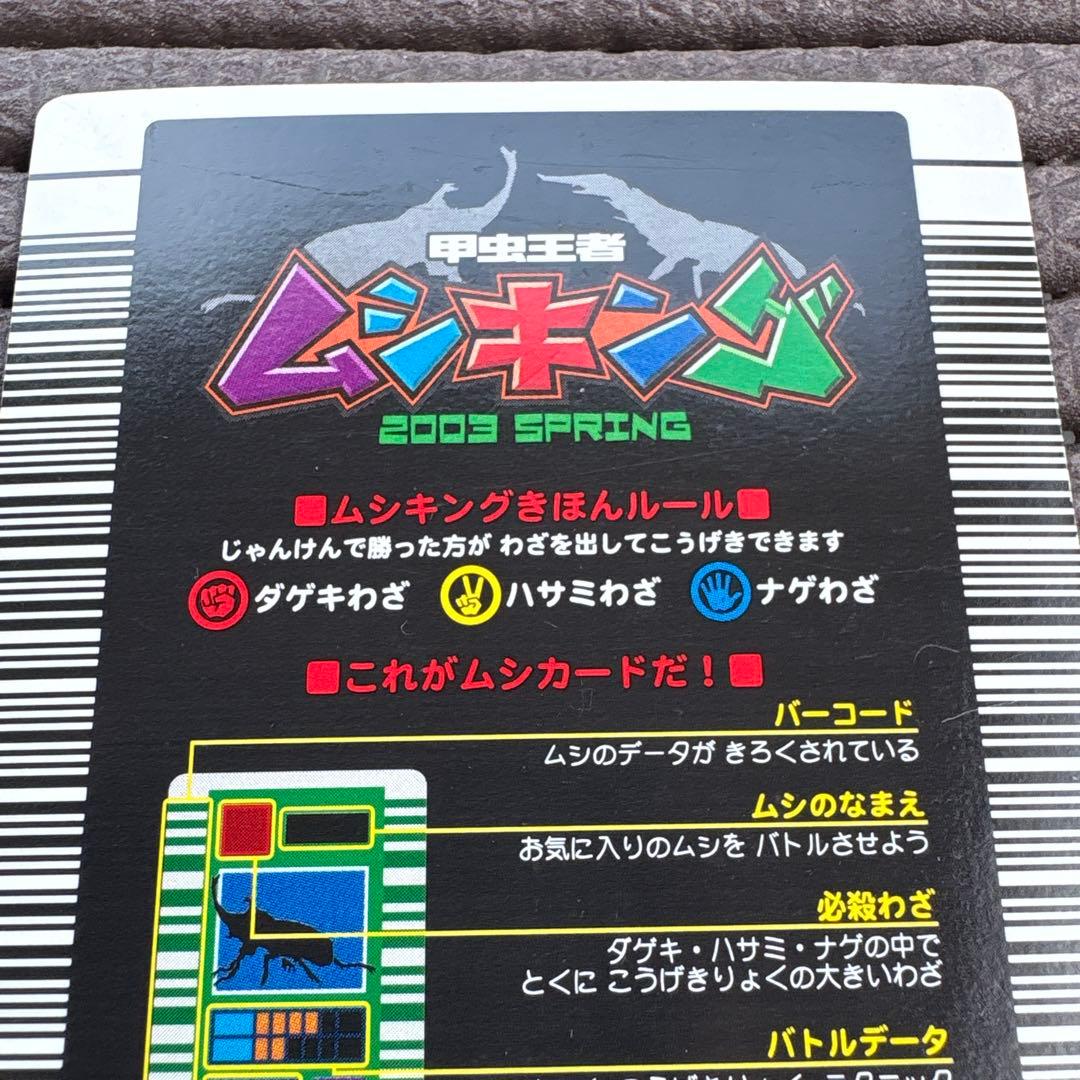 甲虫王者
ムシキング
2003 SPRING
■ムシキングきほんルール■
じゃんけんで勝った方が わざを出してこうげきできます
ダゲキわざ ハサミわざ ナゲわざ
■これがムシカードだ！■
バーコード
ムシのデータが きろくされている
ムシのなまえ
お気に入りのムシを バトルさせよう
必殺わざ
ダゲキ・ハサミ・ナゲの中で
とくに こうげきりょくの大きいわざ
バトルデータ